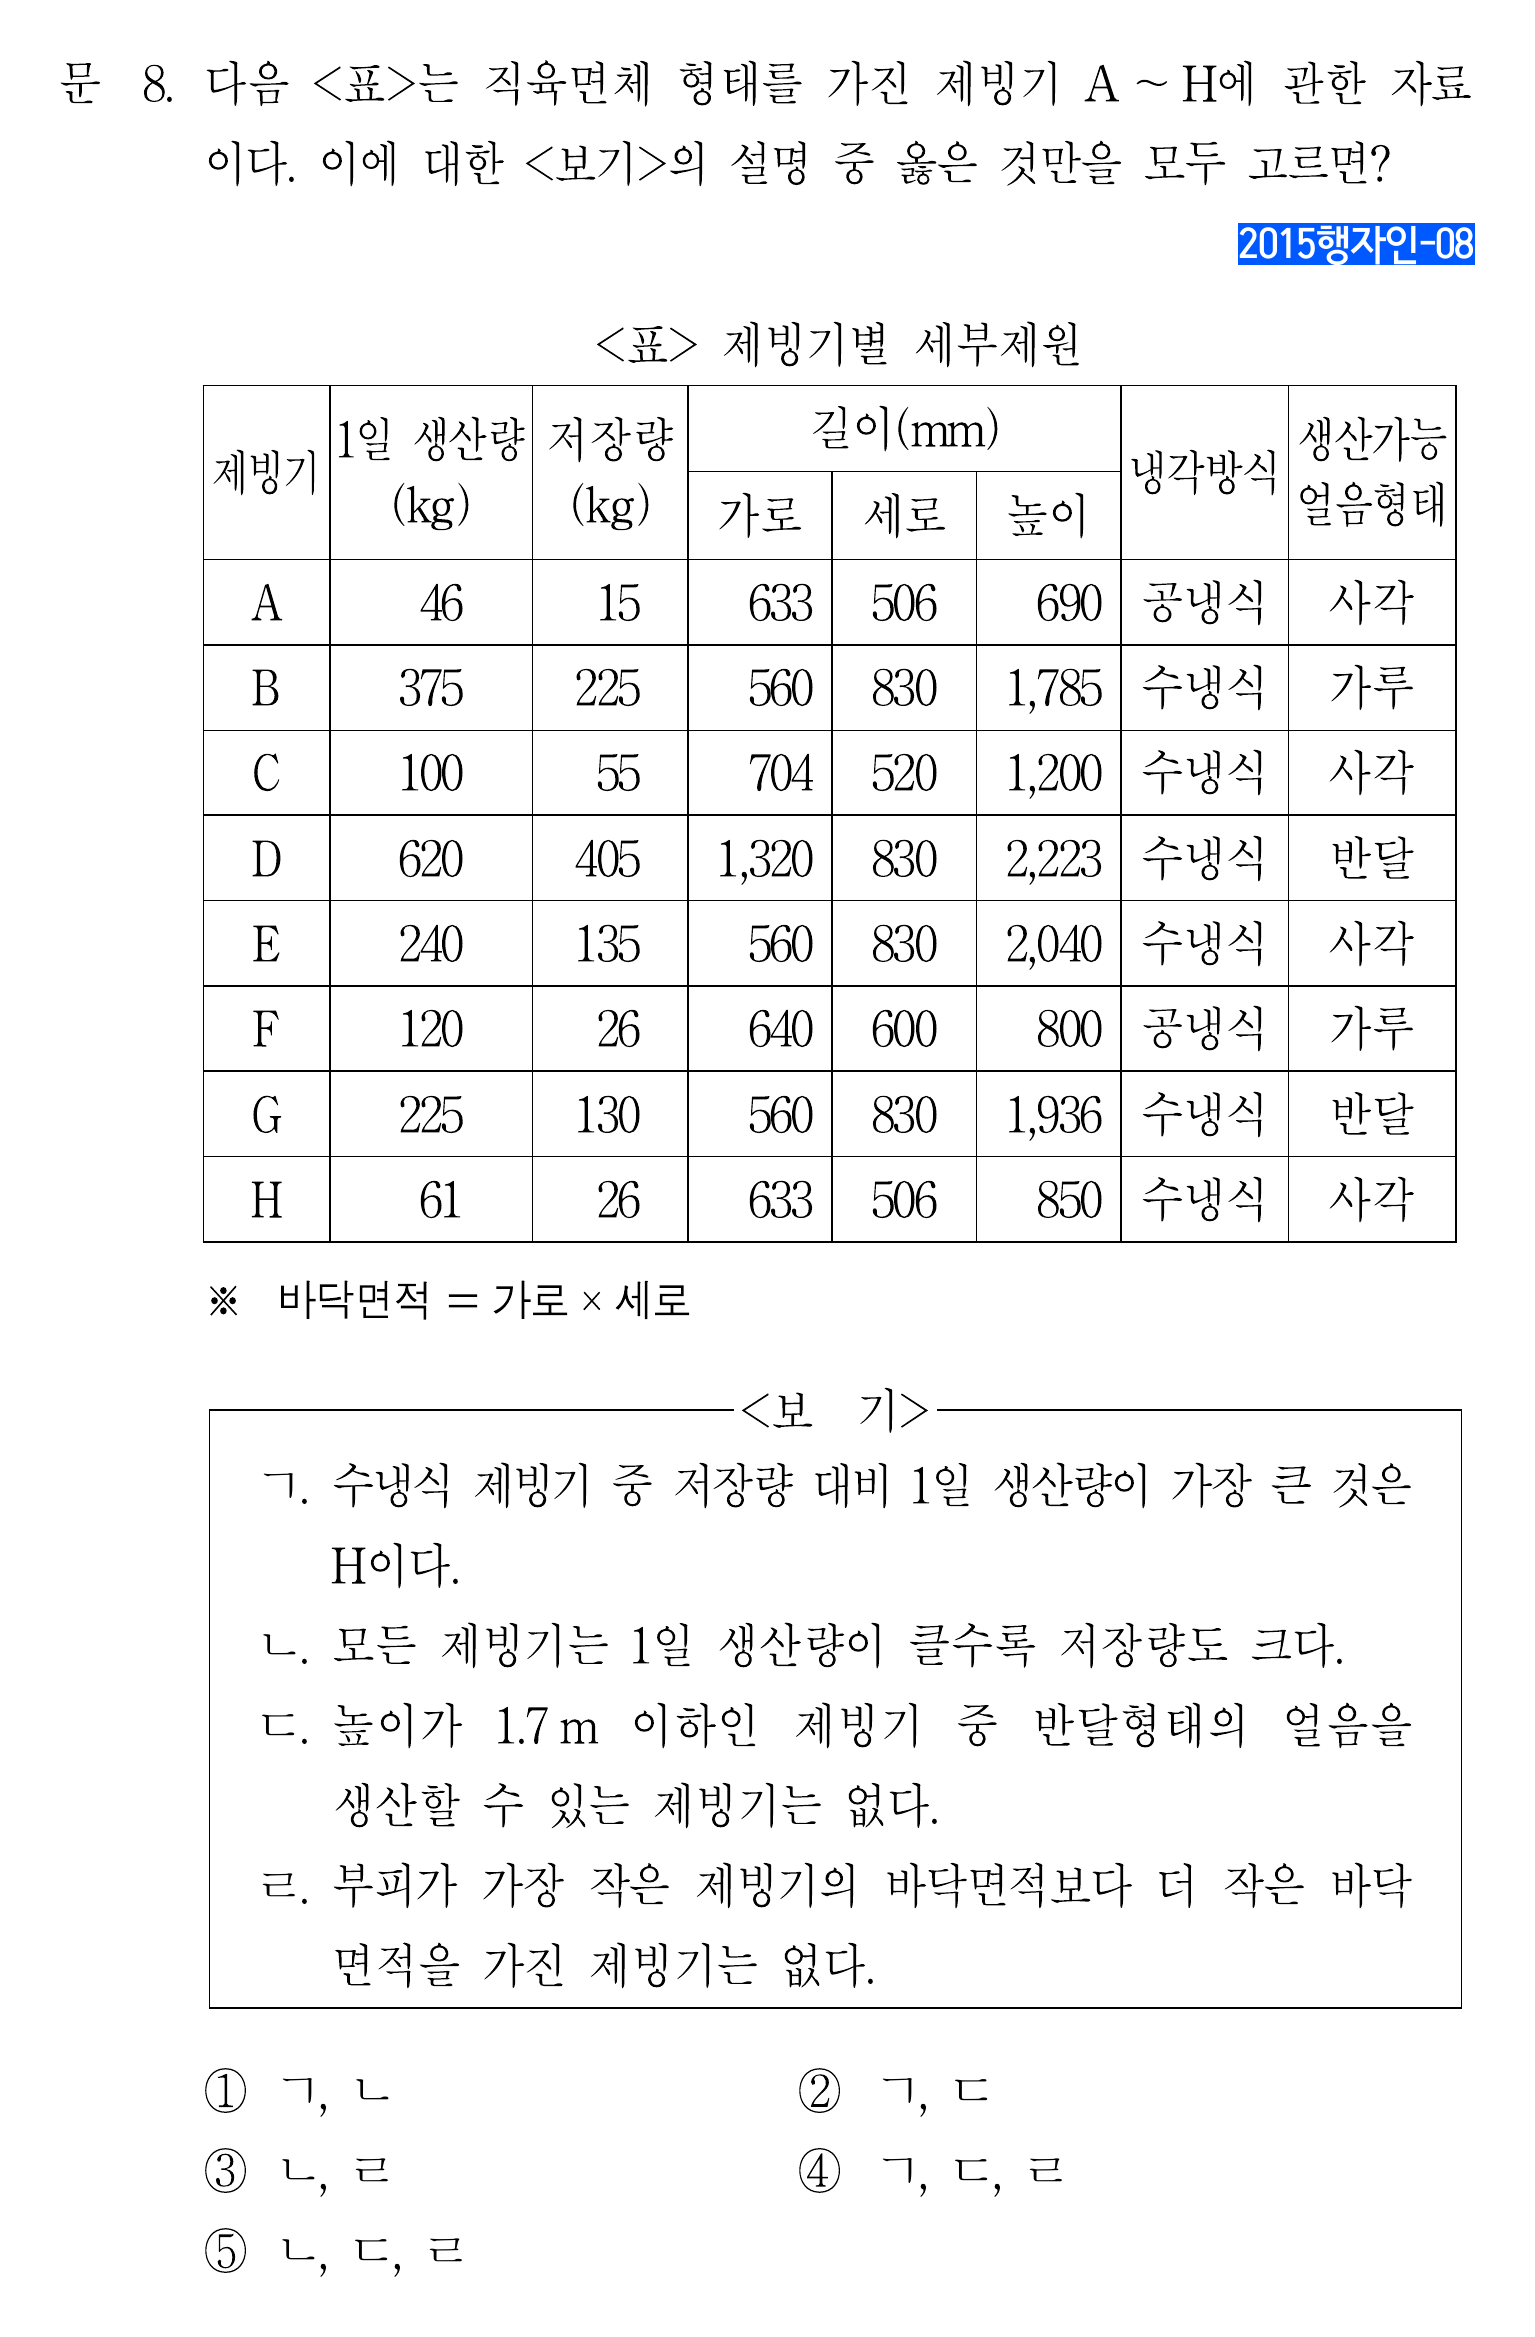 문 8. 다음 <표>는 직육면체 형태를 가진 제빙기 A ~ H에 관한 자료
이다. 이에 대한 <보기>의 설명 중 옳은 것만을 모두 고르면?
2015행자인-08
<표> 제빙기별 세부제원
제빙기 1일 생산량 (kg) 저장량 (kg) 길이(mm) 냉각방식 생산가능 얼음형태
가로 세로 높이
A 46 15 633 506 690 공냉식 사각
B 375 225 560 830 1,785 수냉식 가루
C 100 55 704 520 1,200 수냉식 사각
D 620 405 1,320 830 2,223 수냉식 반달
E 240 135 560 830 2,040 수냉식 사각
F 120 26 640 600 800 공냉식 가루
G 225 130 560 830 1,936 수냉식 반달
H 61 26 633 506 850 수냉식 사각
※ 바닥면적 = 가로 × 세로
<보 기>
ㄱ. 수냉식 제빙기 중 저장량 대비 1일 생산량이 가장 큰 것은
H이다.
ㄴ. 모든 제빙기는 1일 생산량이 클수록 저장량도 크다.
ㄷ. 높이가 1.7 m 이하인 제빙기 중 반달형태의 얼음을
생산할 수 있는 제빙기는 없다.
ㄹ. 부피가 가장 작은 제빙기의 바닥면적보다 더 작은 바닥
면적을 가진 제빙기는 없다.
① ㄱ, ㄴ ② ㄱ, ㄷ
③ ㄴ, ㄹ ④ ㄱ, ㄷ, ㄹ
⑤ ㄴ, ㄷ, ㄹ